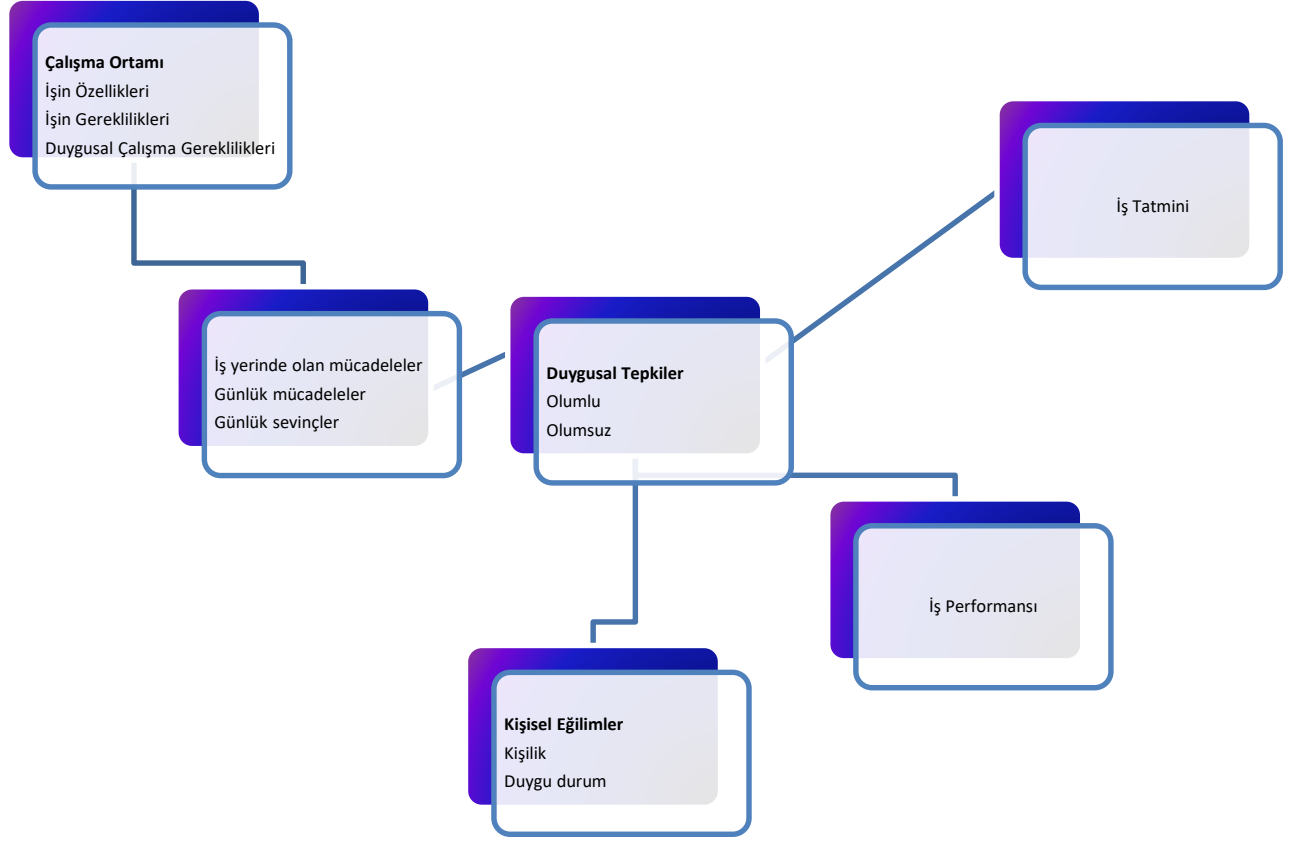 Çalışma Ortamı
İşin Özellikleri
İşin Gereklilikleri
Duygusal Çalışma Gereklilikleri
İş yerinde olan mücadeleler
Günlük mücadeleler
Günlük sevinçler
Duygusal Tepkiler
Olumlu
Olumsuz
İş Tatmini
İş Performansı
Kişisel Eğilimler
Kişilik
Duygu durum